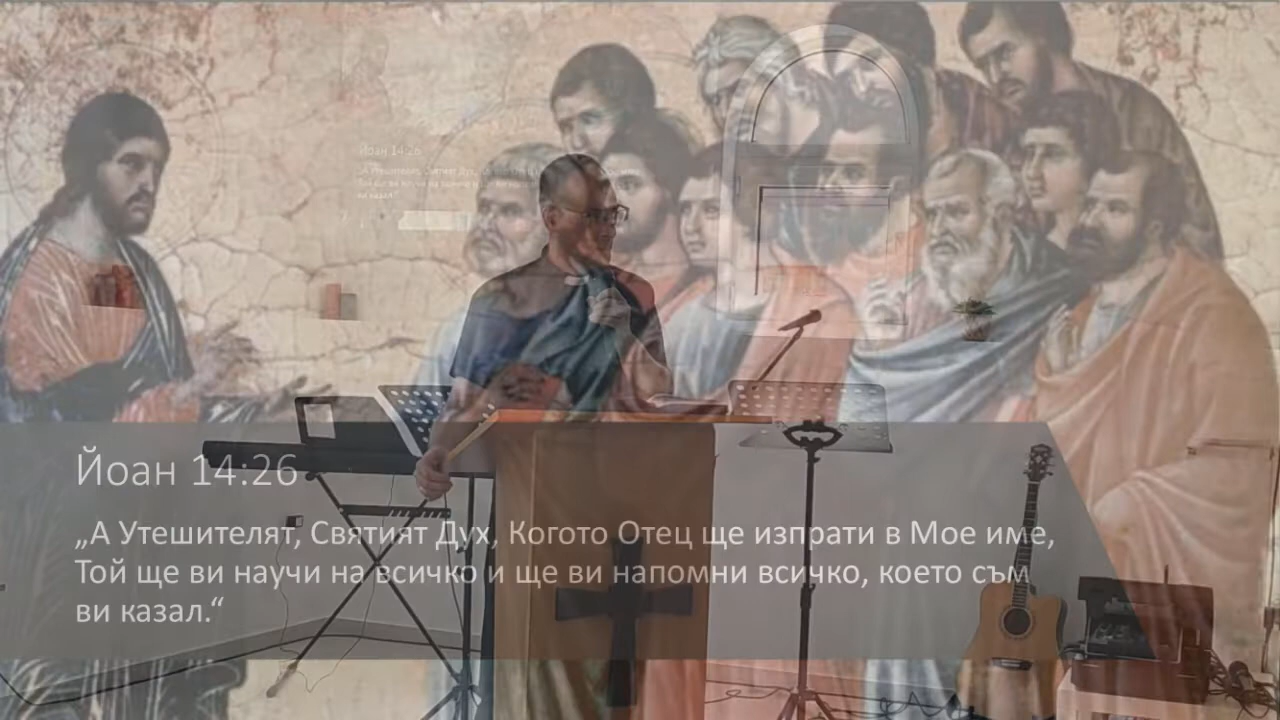 Йоан 14:26
„А Утешителят, Святият Дух, Когото Отец ще изпрати в Мое име,
Той ще ви научи на всичко и ще ви напомни всичко, което съм
ви казал.“